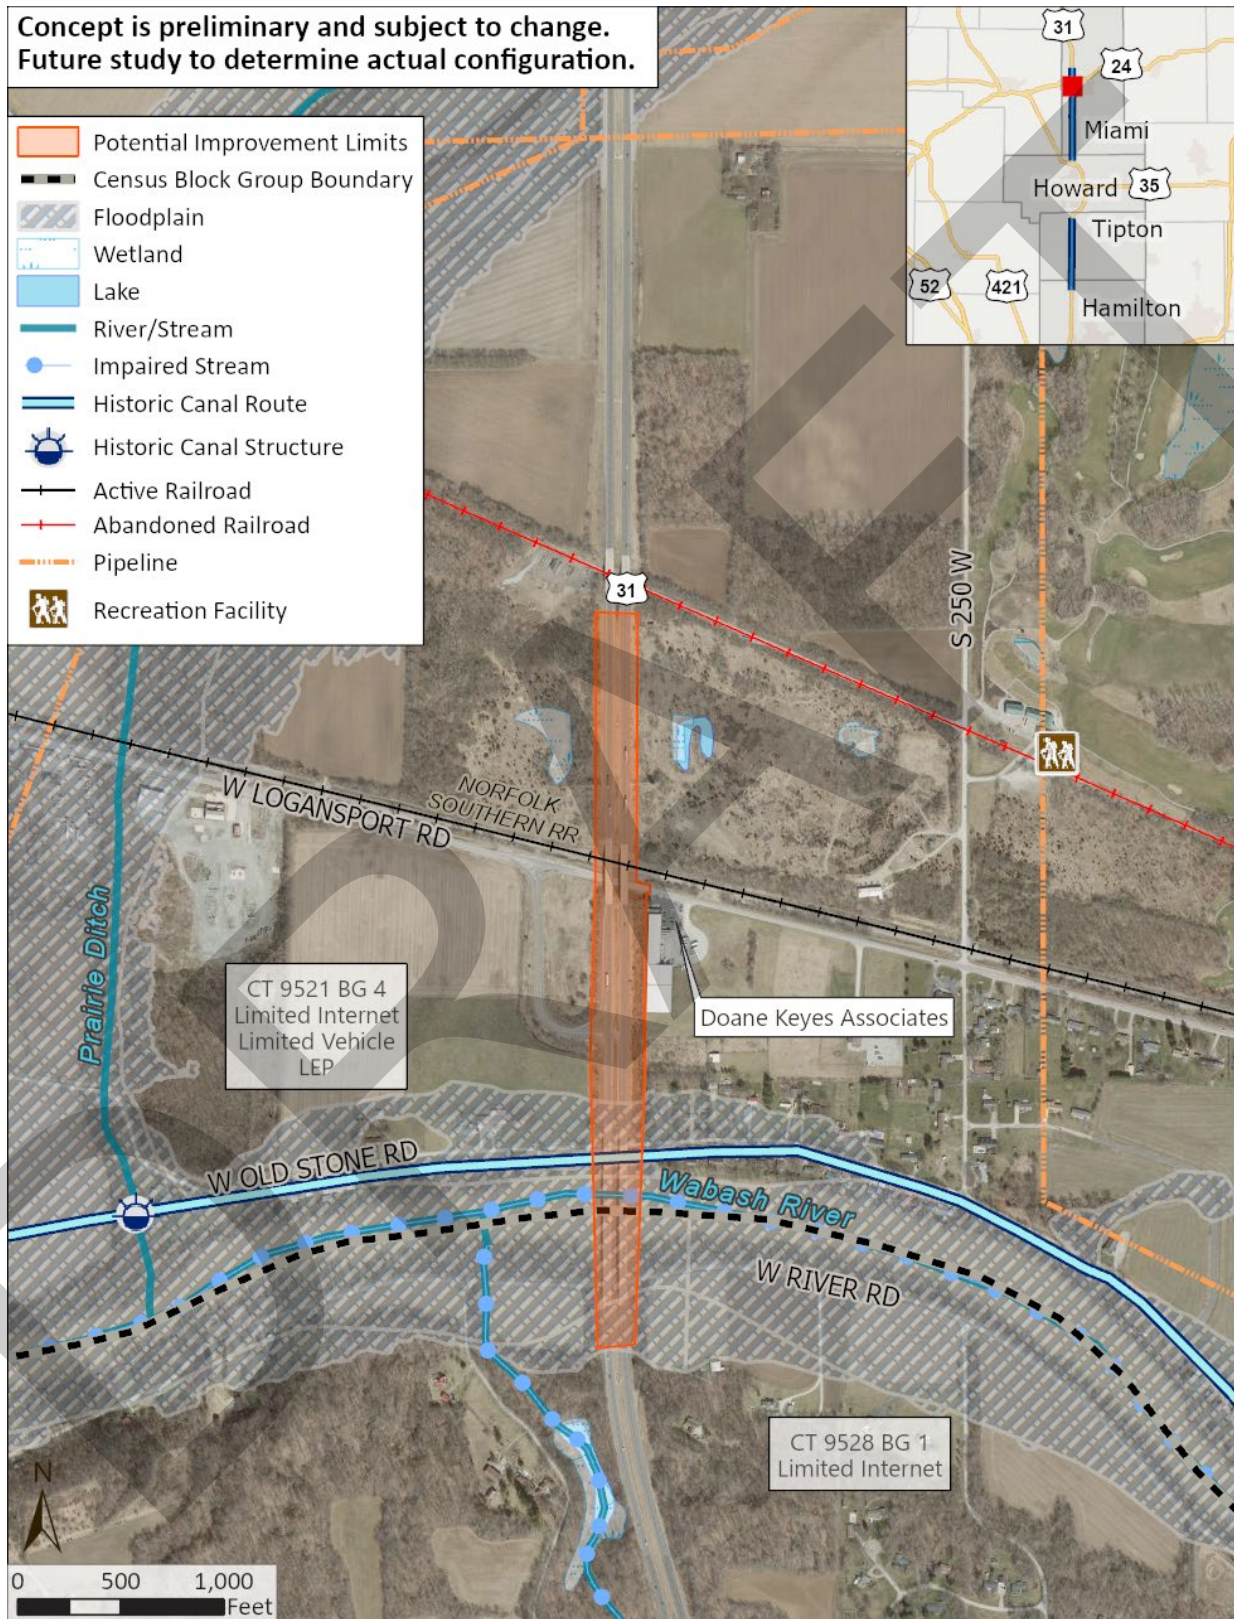 Concept is preliminary and subject to change.
Future study to determine actual configuration.
Potential Improvement Limits
Census Block Group Boundary
Floodplain
Wetland
Lake
River/Stream
Impaired Stream
Historic Canal Route
Historic Canal Structure
Active Railroad
Abandoned Railroad
Pipeline
Recreation Facility
31
24
Miami
Howard
35
Tipton
52
421
Hamilton
31
S 250 W
NORFOLK
SOUTHERN RR
W LOGANSPORT RD
Prairie Ditch
CT 9521 BG 4
Limited Internet
Limited Vehicle
LEP
Doane Keyes Associates
W OLD STONE RD
Wabash River
W RIVER RD
CT 9528 BG 1
Limited Internet
N
0 500 1,000
Feet
DRAFT